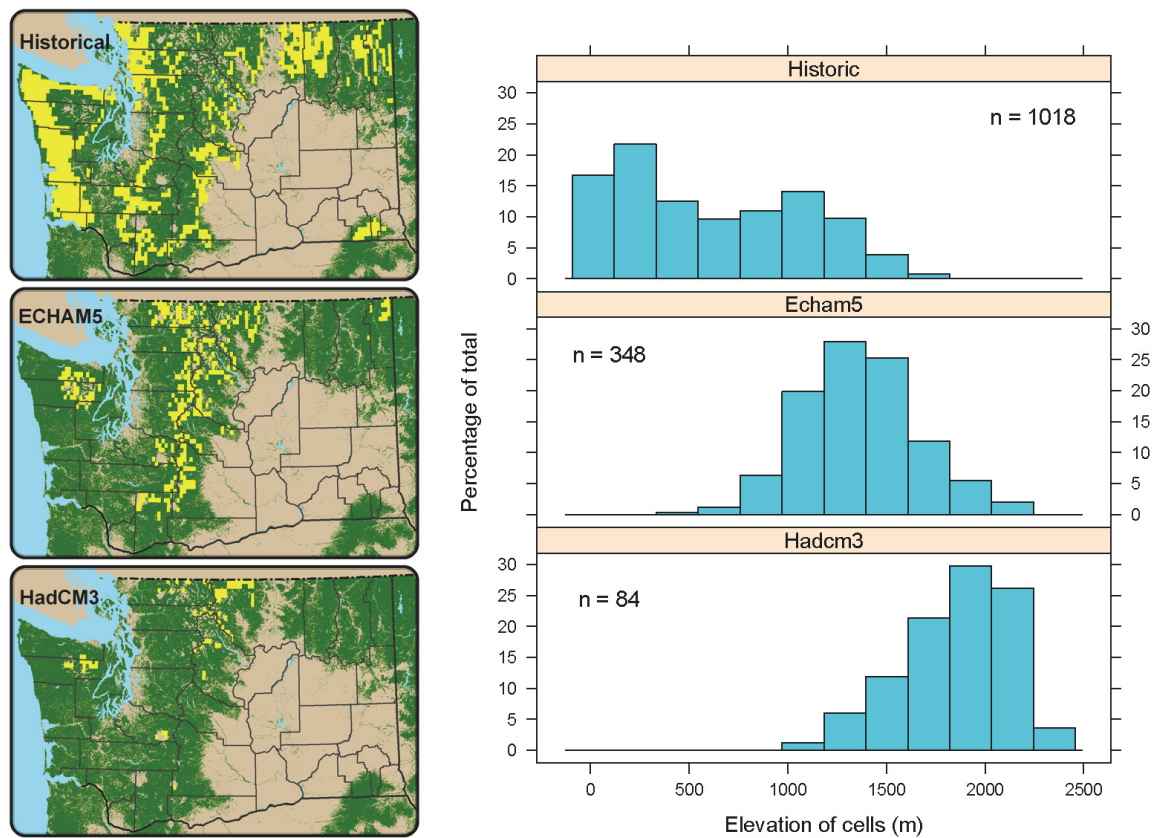 Historical
ECHAM5
HadCM3
Historic
n = 1018
30
25
20
15
10
5
0
Echam5
n = 348
30
25
20
15
10
5
0
Hadcm3
n = 84
30
25
20
15
10
5
0
Percentage of total
0 500 1000 1500 2000 2500
Elevation of cells (m)